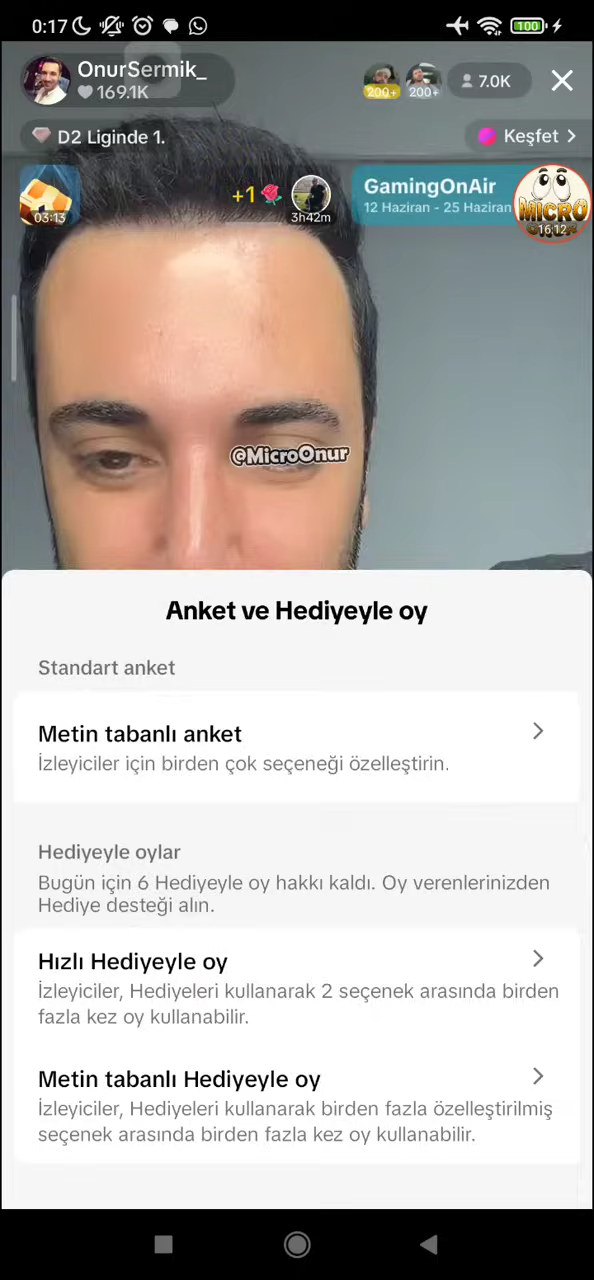 0:17
100
OnurSermik_
169.1K
200+
200+
7.0K
D2 Liginde 1.
Keşfet
03:13
+1
3h42m
GamingOnAir
12 Haziran - 25 Haziran
MICRO
16:12
@MicroOnur
Anket ve Hediyeyle oy
Standart anket
Metin tabanlı anket
İzleyiciler için birden çok seçeneği özelleştirin.
Hediyeyle oylar
Bugün için 6 Hediyeyle oy hakkı kaldı. Oy verenlerinizden
Hediye desteği alın.
Hızlı Hediyeyle oy
İzleyiciler, Hediyeleri kullanarak 2 seçenek arasında birden
fazla kez oy kullanabilir.
Metin tabanlı Hediyeyle oy
İzleyiciler, Hediyeleri kullanarak birden fazla özelleştirilmiş
seçenek arasında birden fazla kez oy kullanabilir.